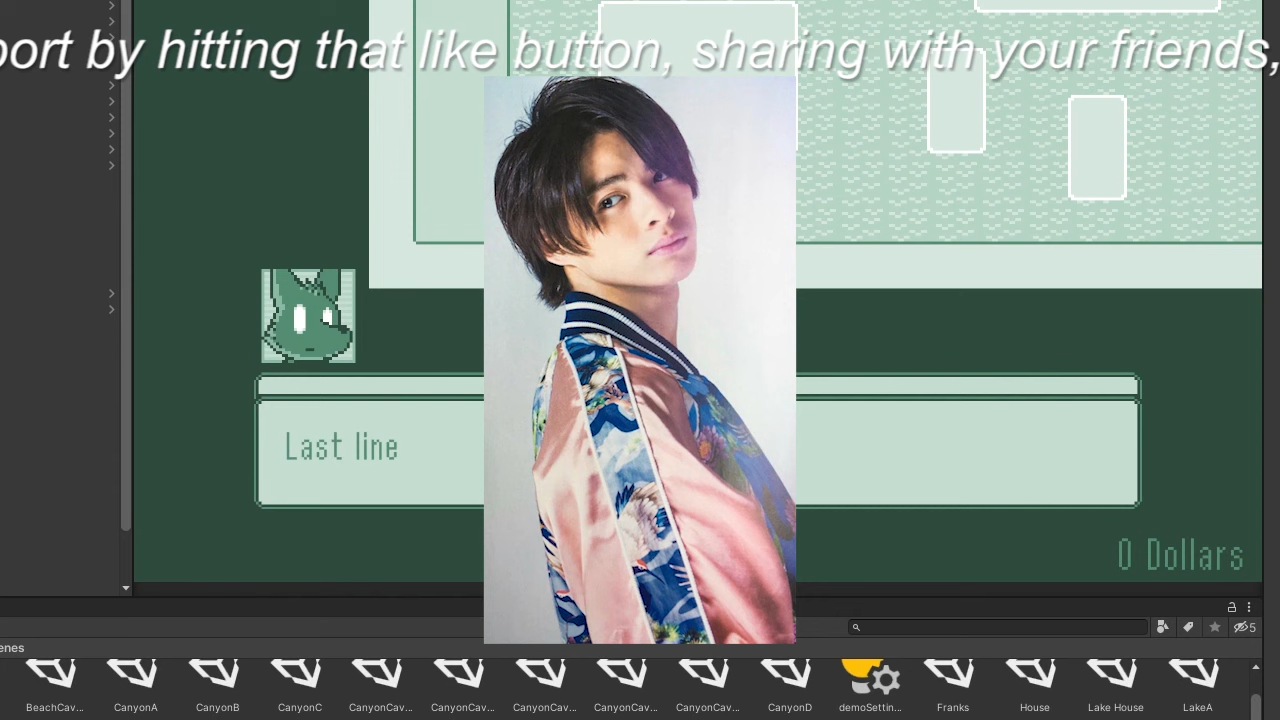 port by hitting that like button, sharing with your friends,
Last line
0 Dollars
5
enes
BeachCav...
CanyonA
CanyonB
CanyonC
CanyonCav...
CanyonCav...
CanyonCav...
CanyonCav...
CanyonCav...
CanyonD
demoSettin...
Franks
House
Lake House
LakeA